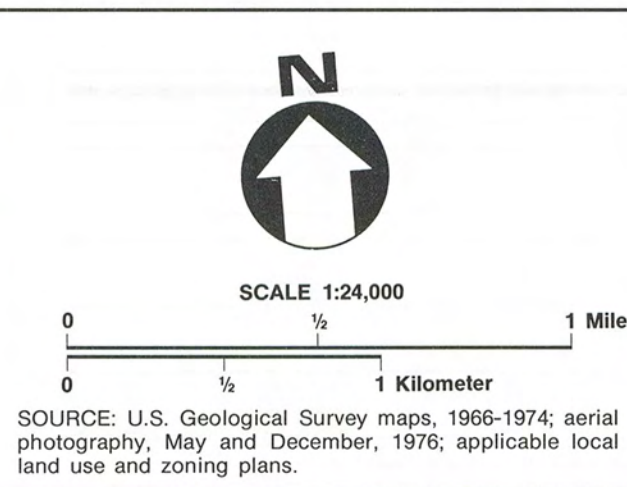 N
SCALE 1:24,000
0 ½ 1 Mile
0 ½ 1 Kilometer
SOURCE: U.S. Geological Survey maps, 1966-1974; aerial
photography, May and December, 1976; applicable local
land use and zoning plans.